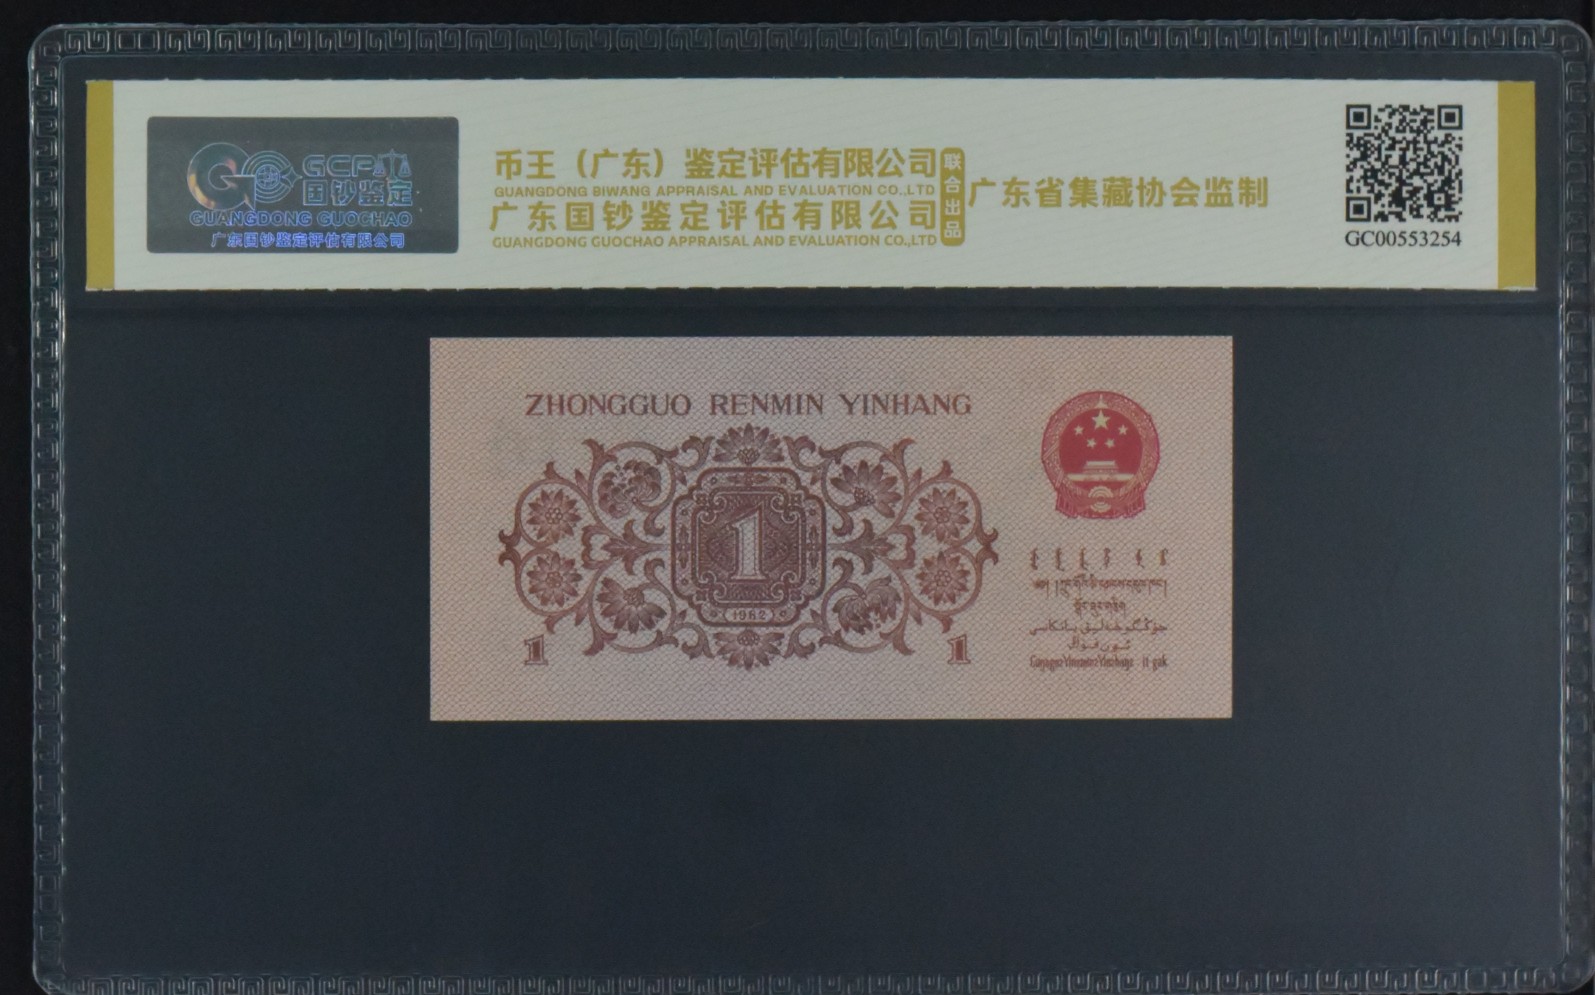 GCPA
国钞鉴定
GUANGDONG GUOCHAO
广东国钞鉴定评估有限公司
币王（广东）鉴定评估有限公司
GUANGDONG BIWANG APPRAISAL AND EVALUATION CO.,LTD
广东国钞鉴定评估有限公司
GUANGDONG GUOCHAO APPRAISAL AND EVALUATION CO.,LTD
联合出品
广东省集藏协会监制
GC00553254
ZHONGGUO RENMIN YINHANG
1
(1962)
1
1